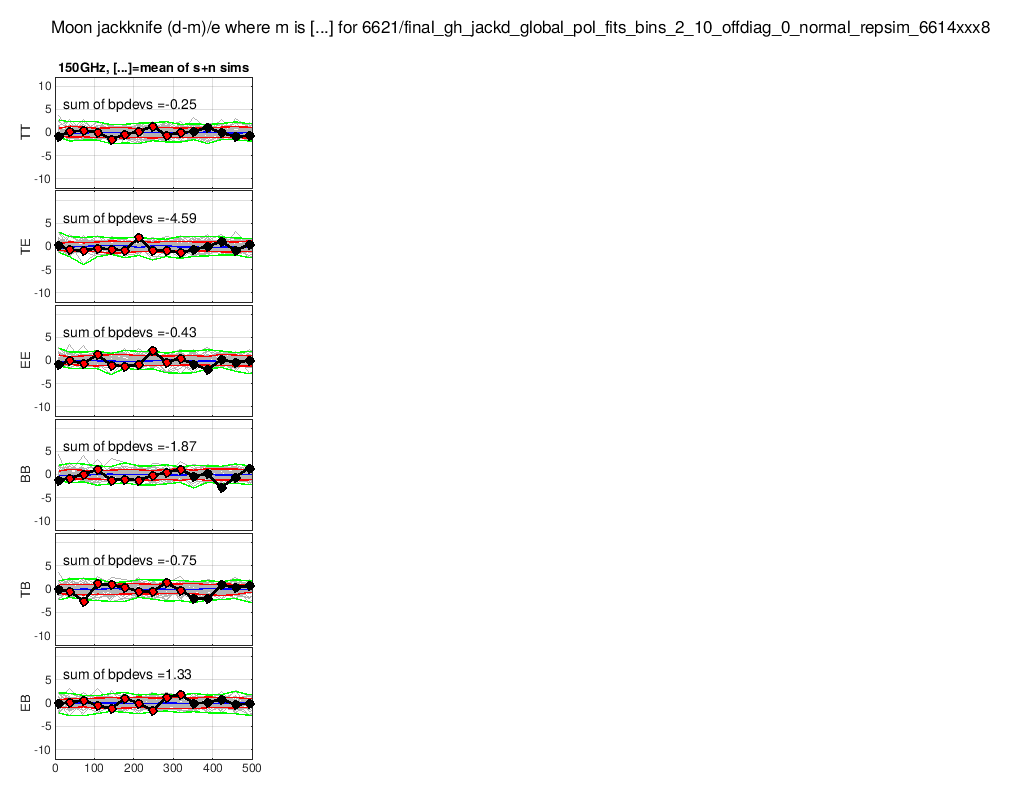 Moon jackknife (d-m)/e where m is [...] for 6621/final_gh_jackd_global_pol_fits_bins_2_10_offdiag_0_normal_repsim_6614xxx8
150GHz, [...]=mean of s+n sims
10
5
0
-5
-10
TT
sum of bpdevs =-0.25
5
0
-5
-10
TE
sum of bpdevs =-4.59
5
0
-5
-10
EE
sum of bpdevs =-0.43
5
0
-5
-10
BB
sum of bpdevs =-1.87
5
0
-5
-10
TB
sum of bpdevs =-0.75
5
0
-5
-10
EB
sum of bpdevs =1.33
0 100 200 300 400 500